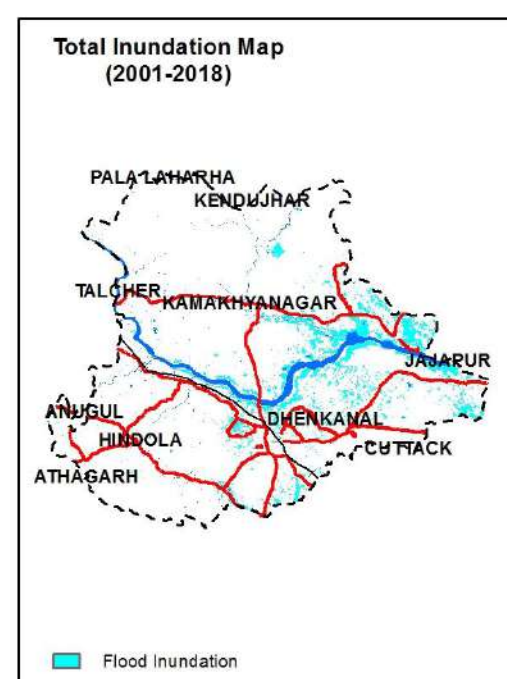 Total Inundation Map
(2001-2018)
PALA LAHARHA
KENDUJHAR
TALCHER
KAMAKHYANAGAR
JAJAPUR
ANUGUL
DHENKANAL
HINDOLA
CUTTACK
ATHAGARH
Flood Inundation